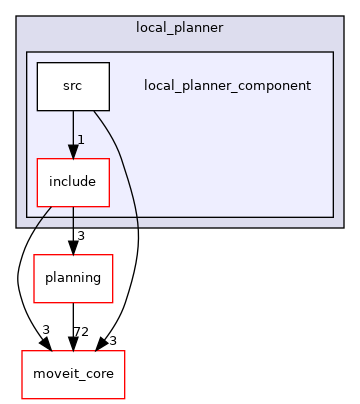 local_planner
src
local_planner_component
1
include
3
planning
3
72
3
moveit_core